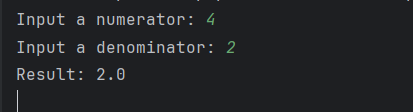 Input a numerator: 4
Input a denominator: 2
Result: 2.0